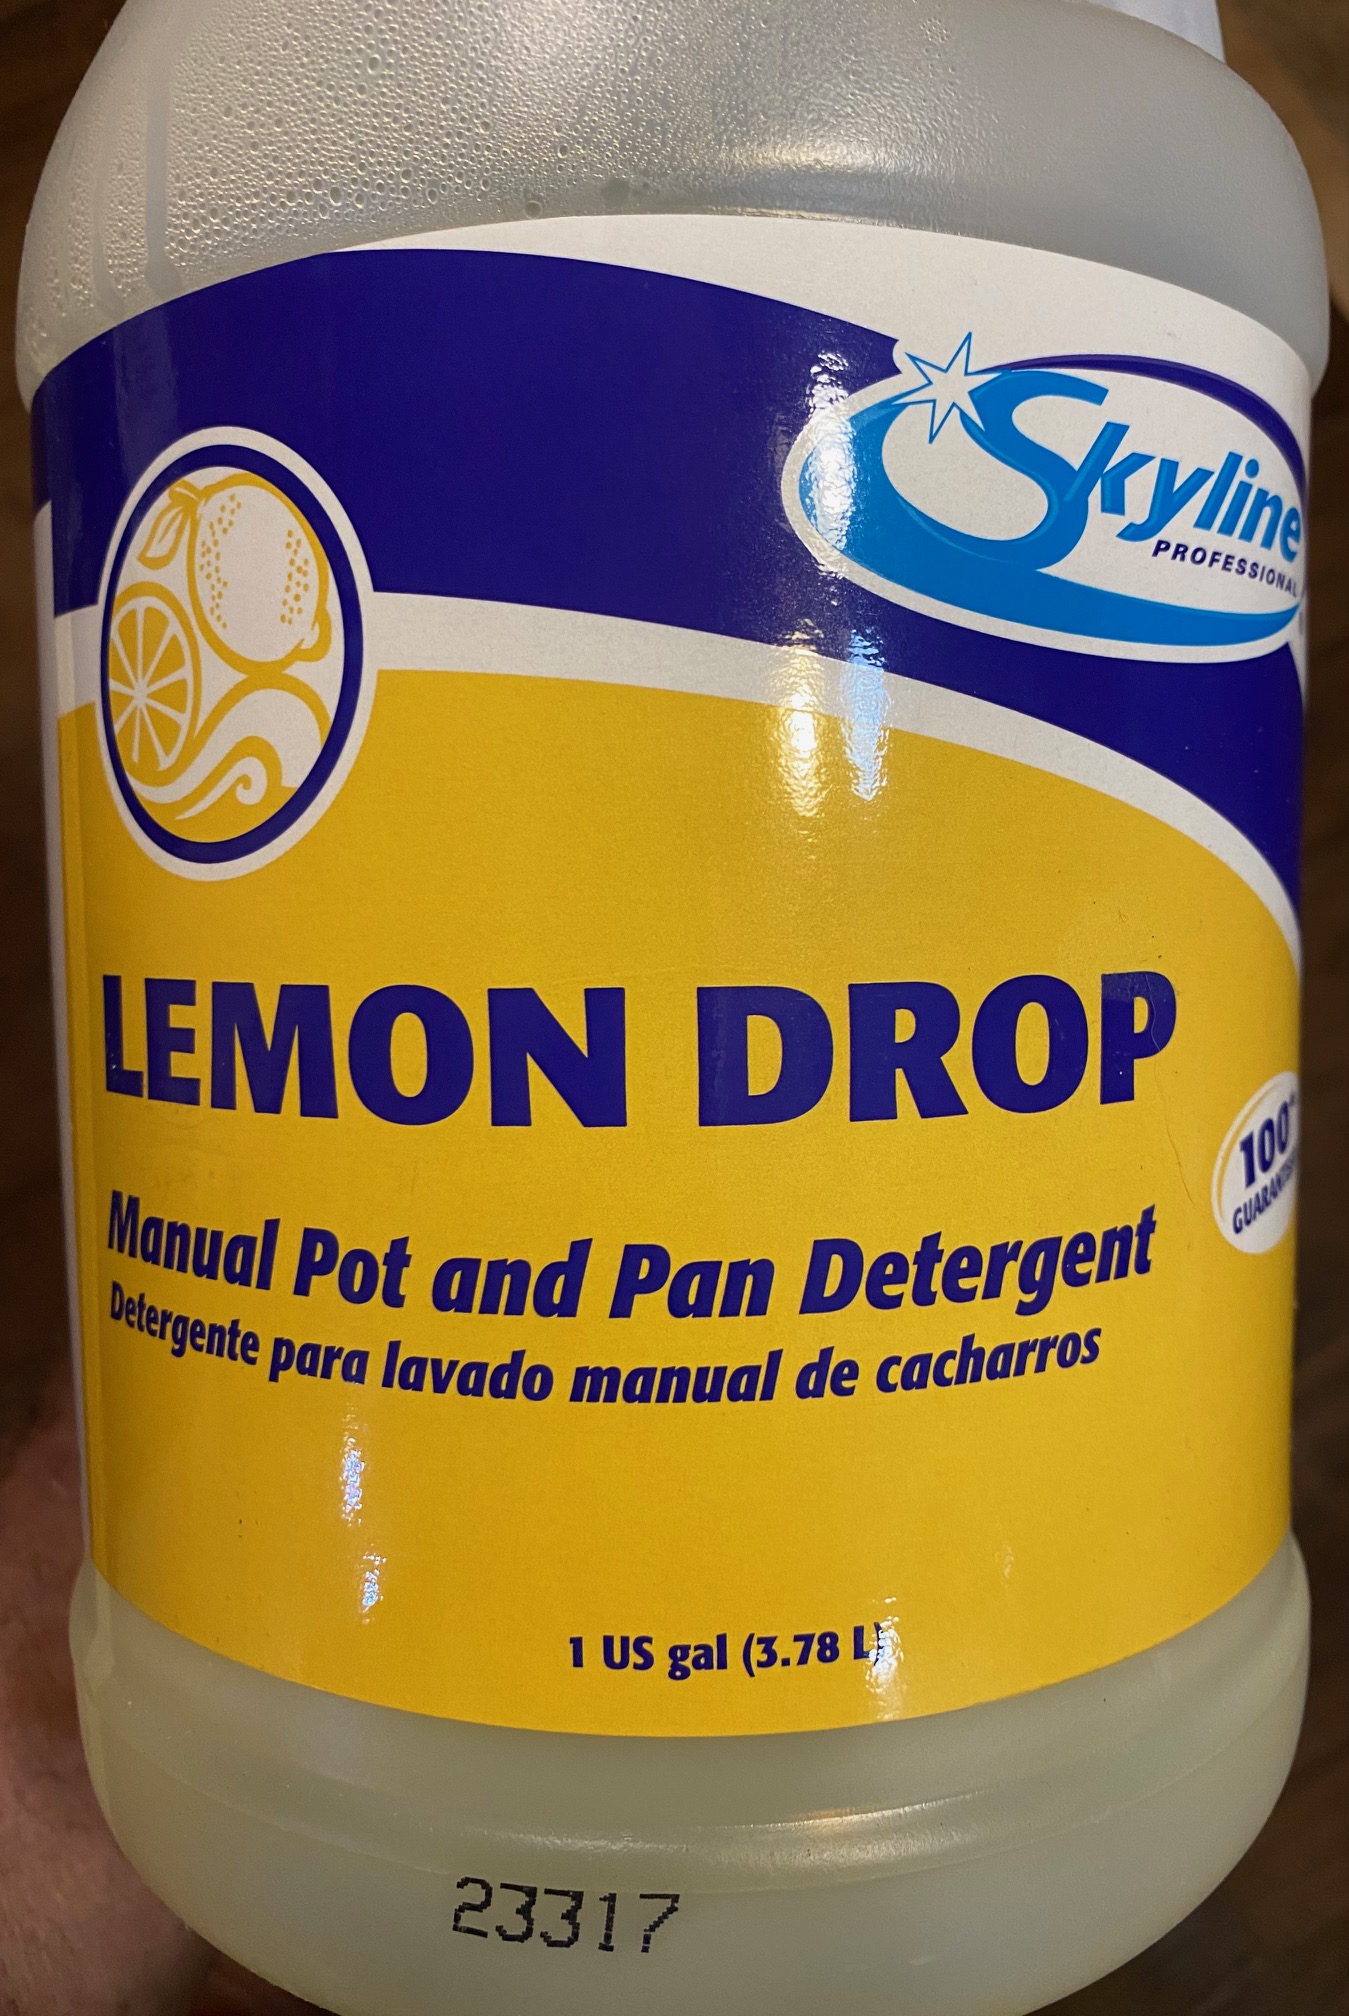 Skyline
PROFESSIONAL
LEMON DROP
100%
Manual Pot and Pan Detergent
Detergente para lavado manual de cacharros
1 US gal (3.78 L)
23317